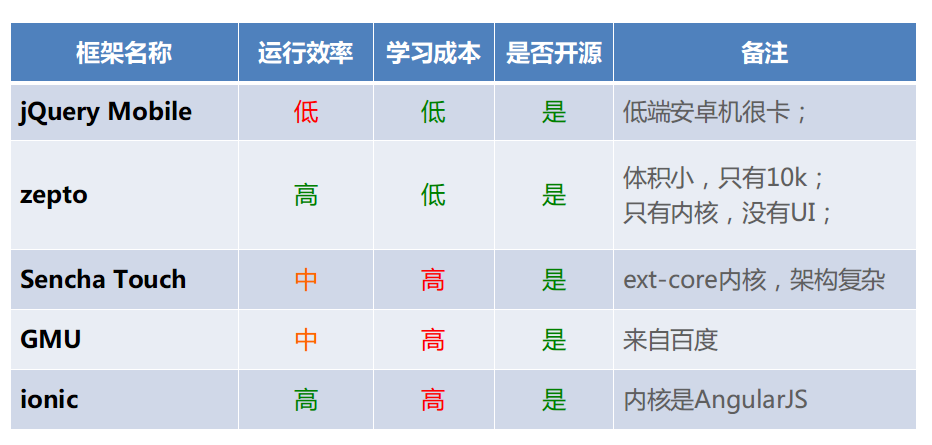 框架名称 运行效率 学习成本 是否开源 备注
jQuery Mobile 低 低 是 低端安卓机很卡；
zepto 高 低 是 体积小，只有10k；
只有内核，没有UI；
Sencha Touch 中 高 是 ext-core内核，架构复杂
GMU 中 高 是 来自百度
ionic 高 高 是 内核是AngularJS